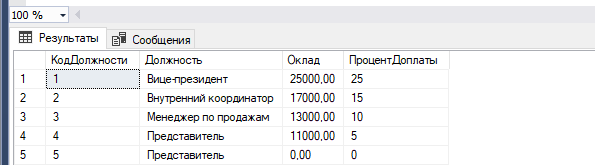 100 %
Результаты Сообщения
КодДолжности Должность Оклад ПроцентДоплаты
1 1 Вице-президент 25000,00 25
2 2 Внутренний координатор 17000,00 15
3 3 Менеджер по продажам 13000,00 10
4 4 Представитель 11000,00 5
5 5 Представитель 0,00 0